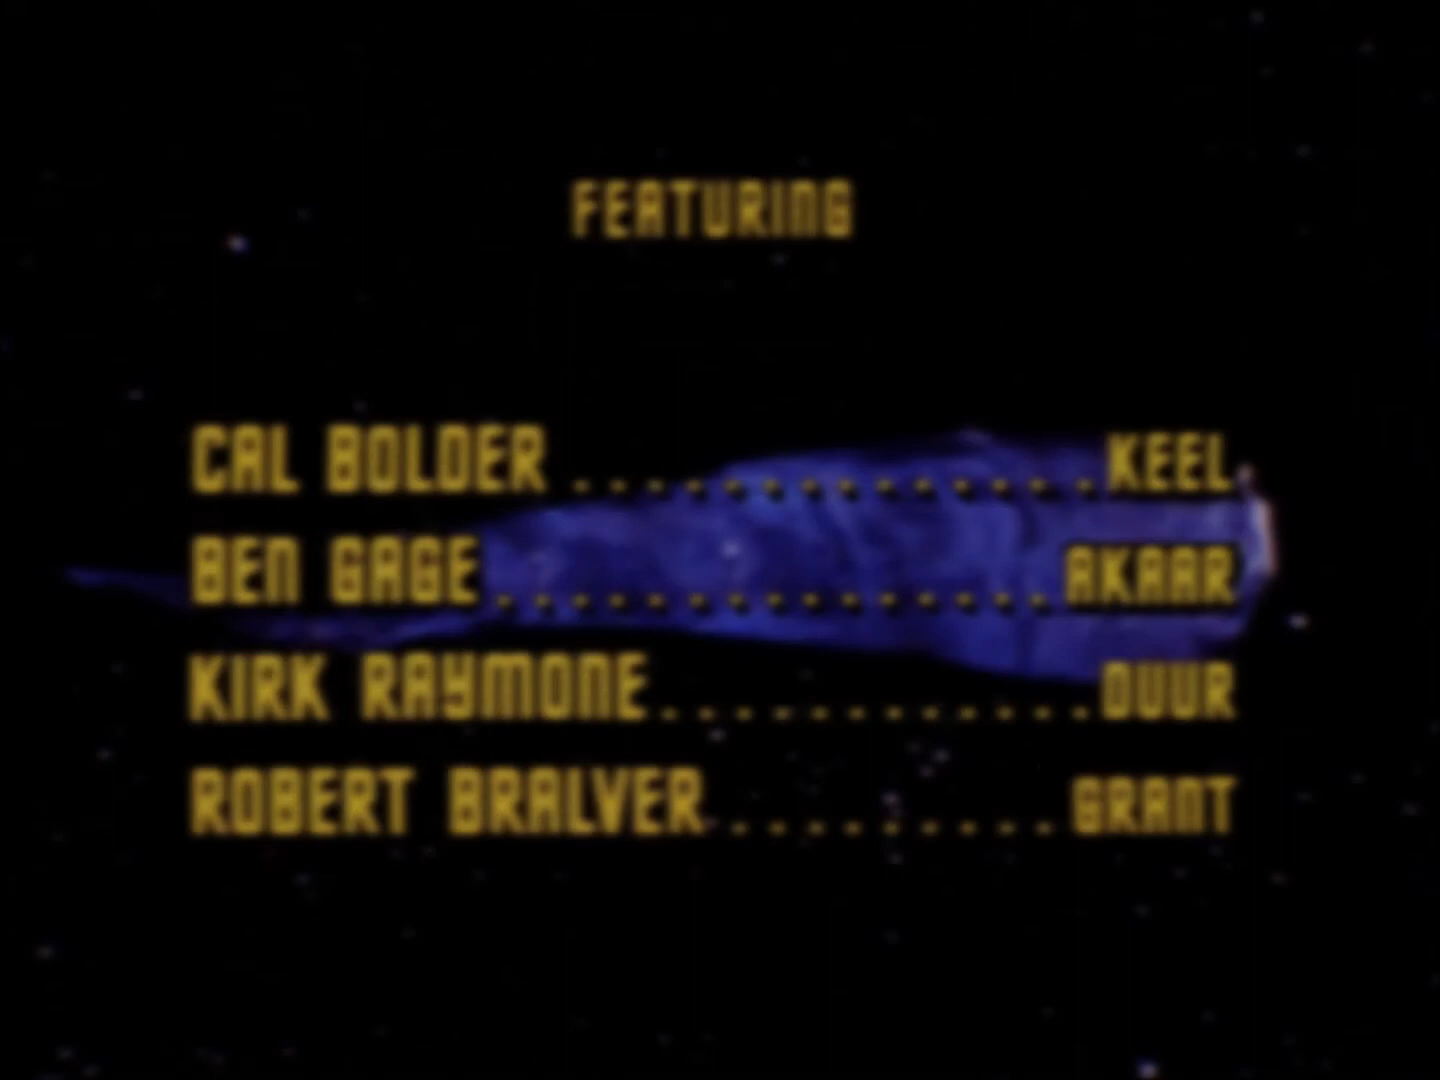 FEATURING
CAL BOLDER . . . . . . . . . . . . . . KEEL
BEN GAGE . . . . . . . . . . . . . . . AKAAR
KIRK RAYMONE . . . . . . . . . . . . DUUR
ROBERT BRALVER . . . . . . . . . GRANT